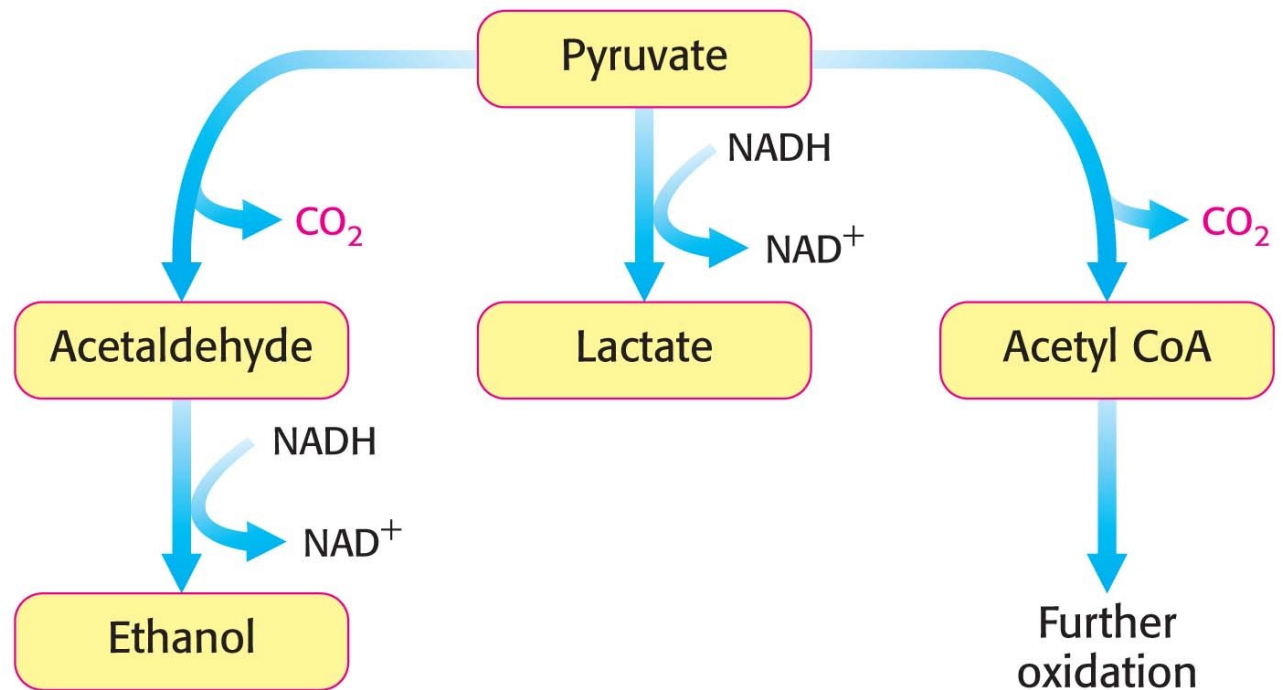 Pyruvate
NADH
CO₂
CO₂
NAD⁺
Acetaldehyde
Lactate
Acetyl CoA
NADH
NAD⁺
Ethanol
Further
oxidation